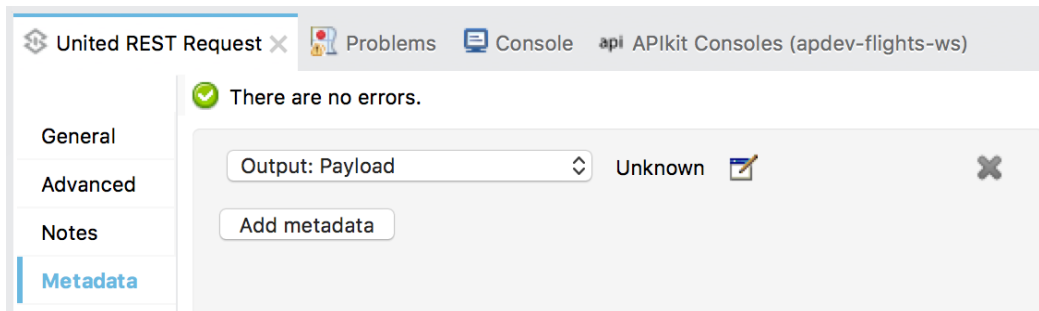 United REST Request Problems Console api APIkit Consoles (apdev-flights-ws)
There are no errors.
General
Output: Payload Unknown
Advanced
Add metadata
Notes
Metadata